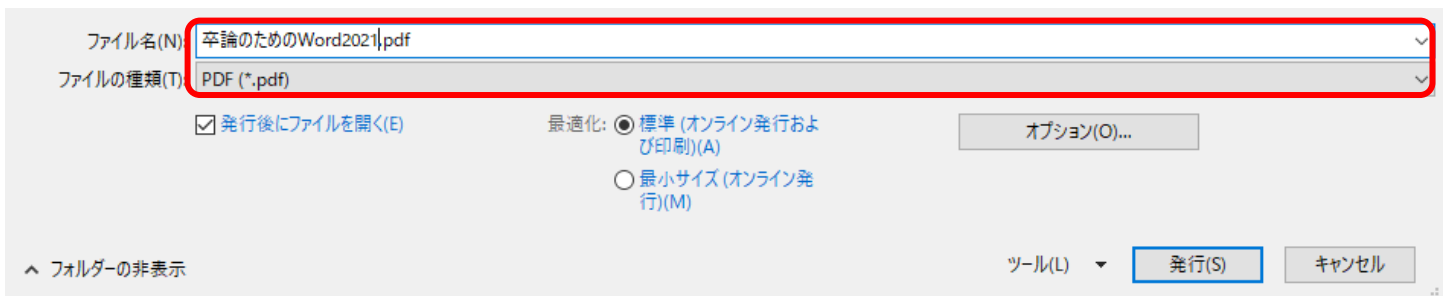 ファイル名(N): 卒論のためのWord2021.pdf
ファイルの種類(T): PDF (*.pdf)
発行後にファイルを開く(E)
最適化:
標準 (オンライン発行およ
び印刷)(A)
最小サイズ (オンライン発
行)(M)
オプション(O)...
フォルダーの非表示
ツール(L)
発行(S)
キャンセル